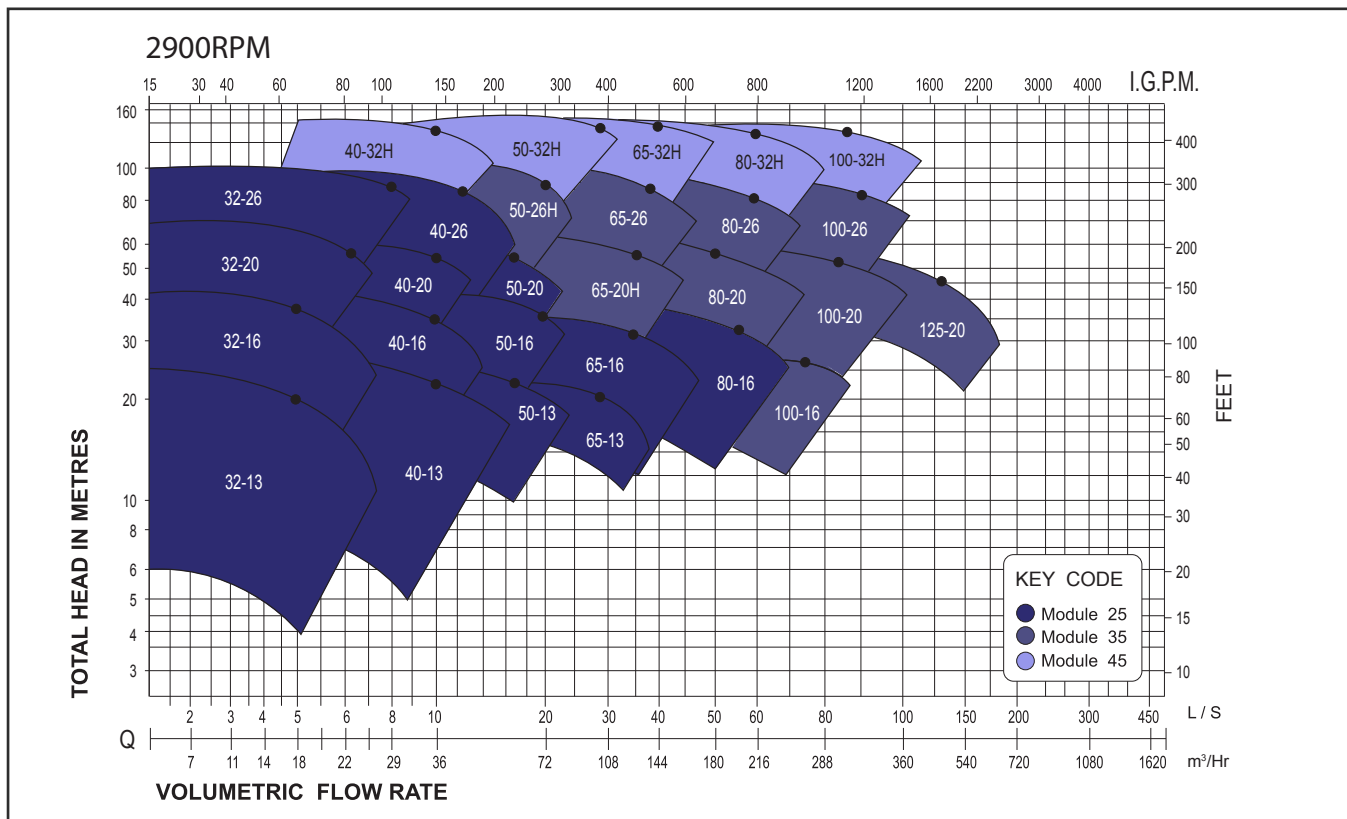 2900RPM
15 30 40 60 80 100 150 200 300 400 600 800 1200 1600 2200 3000 4000 I.G.P.M.
160
100
80
60
50
40
30
20
10
8
6
5
4
3
TOTAL HEAD IN METRES
400
300
200
150
100
80
60
50
40
30
20
15
10
FEET
40-32H
50-32H
65-32H
80-32H
100-32H
32-26
40-26
50-26H
65-26
80-26
100-26
32-20
40-20
50-20
65-20H
80-20
100-20
125-20
32-16
40-16
50-16
65-16
80-16
100-16
32-13
40-13
50-13
65-13
KEY CODE
Module 25
Module 35
Module 45
2 3 4 5 6 8 10 20 30 40 50 60 80 100 150 200 300 450 L / S
Q
7 11 14 18 22 29 36 72 108 144 180 216 288 360 540 720 1080 1620 m³/Hr
VOLUMETRIC FLOW RATE